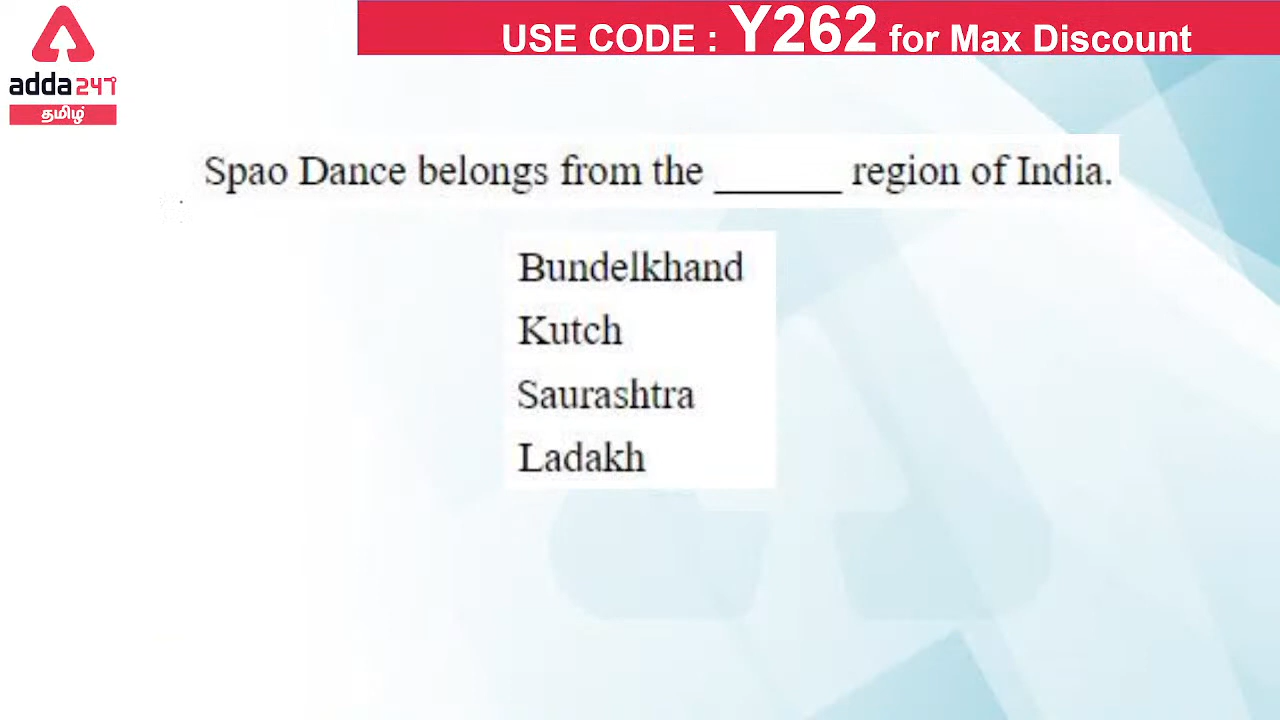 USE CODE : Y262 for Max Discount
adda247
தமிழ்
Spao Dance belongs from the ______ region of India.
Bundelkhand
Kutch
Saurashtra
Ladakh